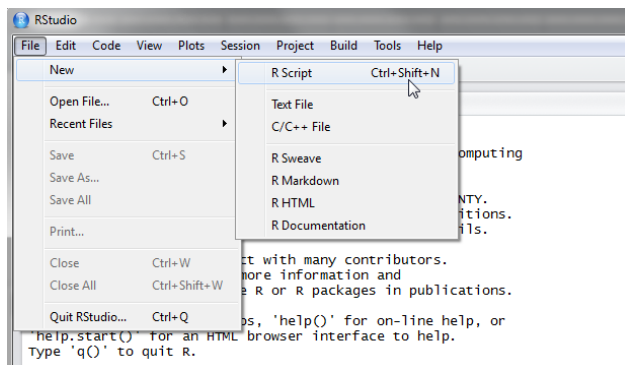 RStudio
File Edit Code View Plots Session Project Build Tools Help
New
R Script Ctrl+Shift+N
Open File... Ctrl+O
Text File
Recent Files
C/C++ File
Save Ctrl+S
R Sweave
omputing
Save As...
R Markdown
Save All
R HTML
NTY.
itions.
Print...
R Documentation
ils.
Close Ctrl+W
ct with many contributors.
more information and
Close All Ctrl+Shift+W
e R or R packages in publications.
Quit RStudio... Ctrl+Q
os, 'help()' for on-line help, or
'help.start()' for an HTML browser interface to help.
Type 'q()' to quit R.